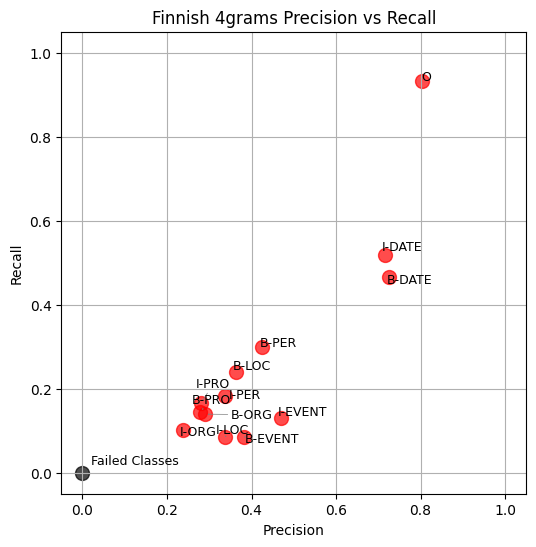 Finnish 4grams Precision vs Recall
1.0
O
0.8
0.6
I-DATE
B-DATE
0.4
B-PER
B-LOC
I-PRO
0.2
B-PRO
I-PER
B-ORG
I-EVENT
I-ORG
I-LOC
B-EVENT
Failed Classes
0.0
Recall
0.0 0.2 0.4 0.6 0.8 1.0
Precision